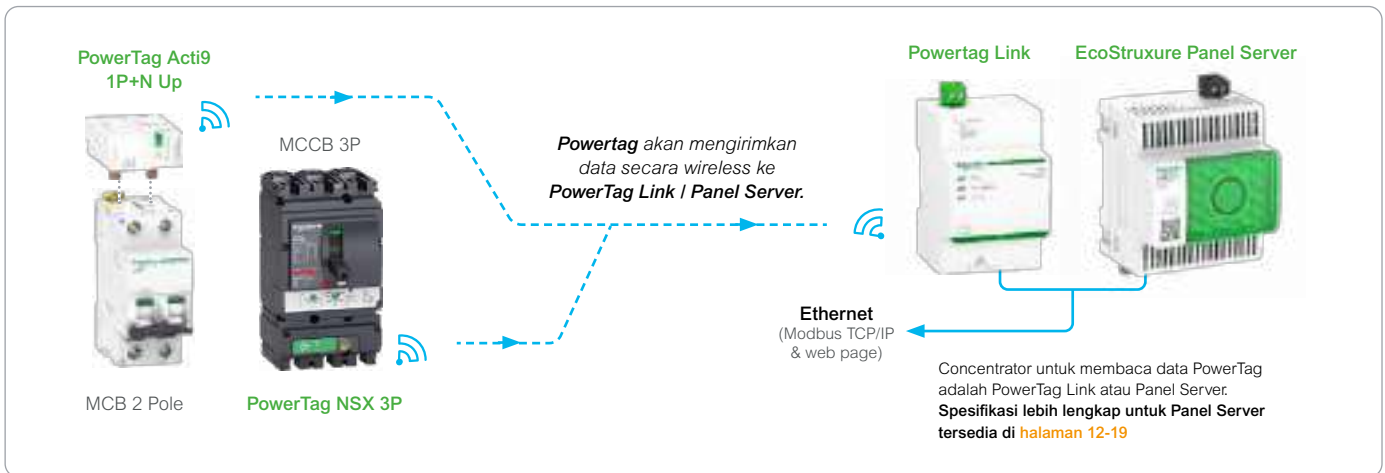 PowerTag Acti9
1P+N Up
MCCB 3P
MCB 2 Pole
PowerTag NSX 3P
Powertag akan mengirimkan
data secara wireless ke
PowerTag Link / Panel Server.
Powertag Link
EcoStruxure Panel Server
Ethernet
(Modbus TCP/IP
& web page)
Concentrator untuk membaca data PowerTag
adalah PowerTag Link atau Panel Server.
Spesifikasi lebih lengkap untuk Panel Server
tersedia di halaman 12-19